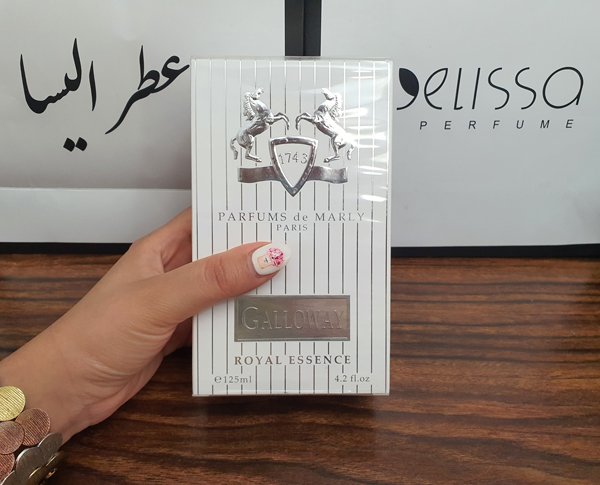 عطر الیسا
elissa
PERFUME
1743
PARFUMS de MARLY
PARIS
GALLOWAY
ROYAL ESSENCE
℮125ml 4.2 fl.oz